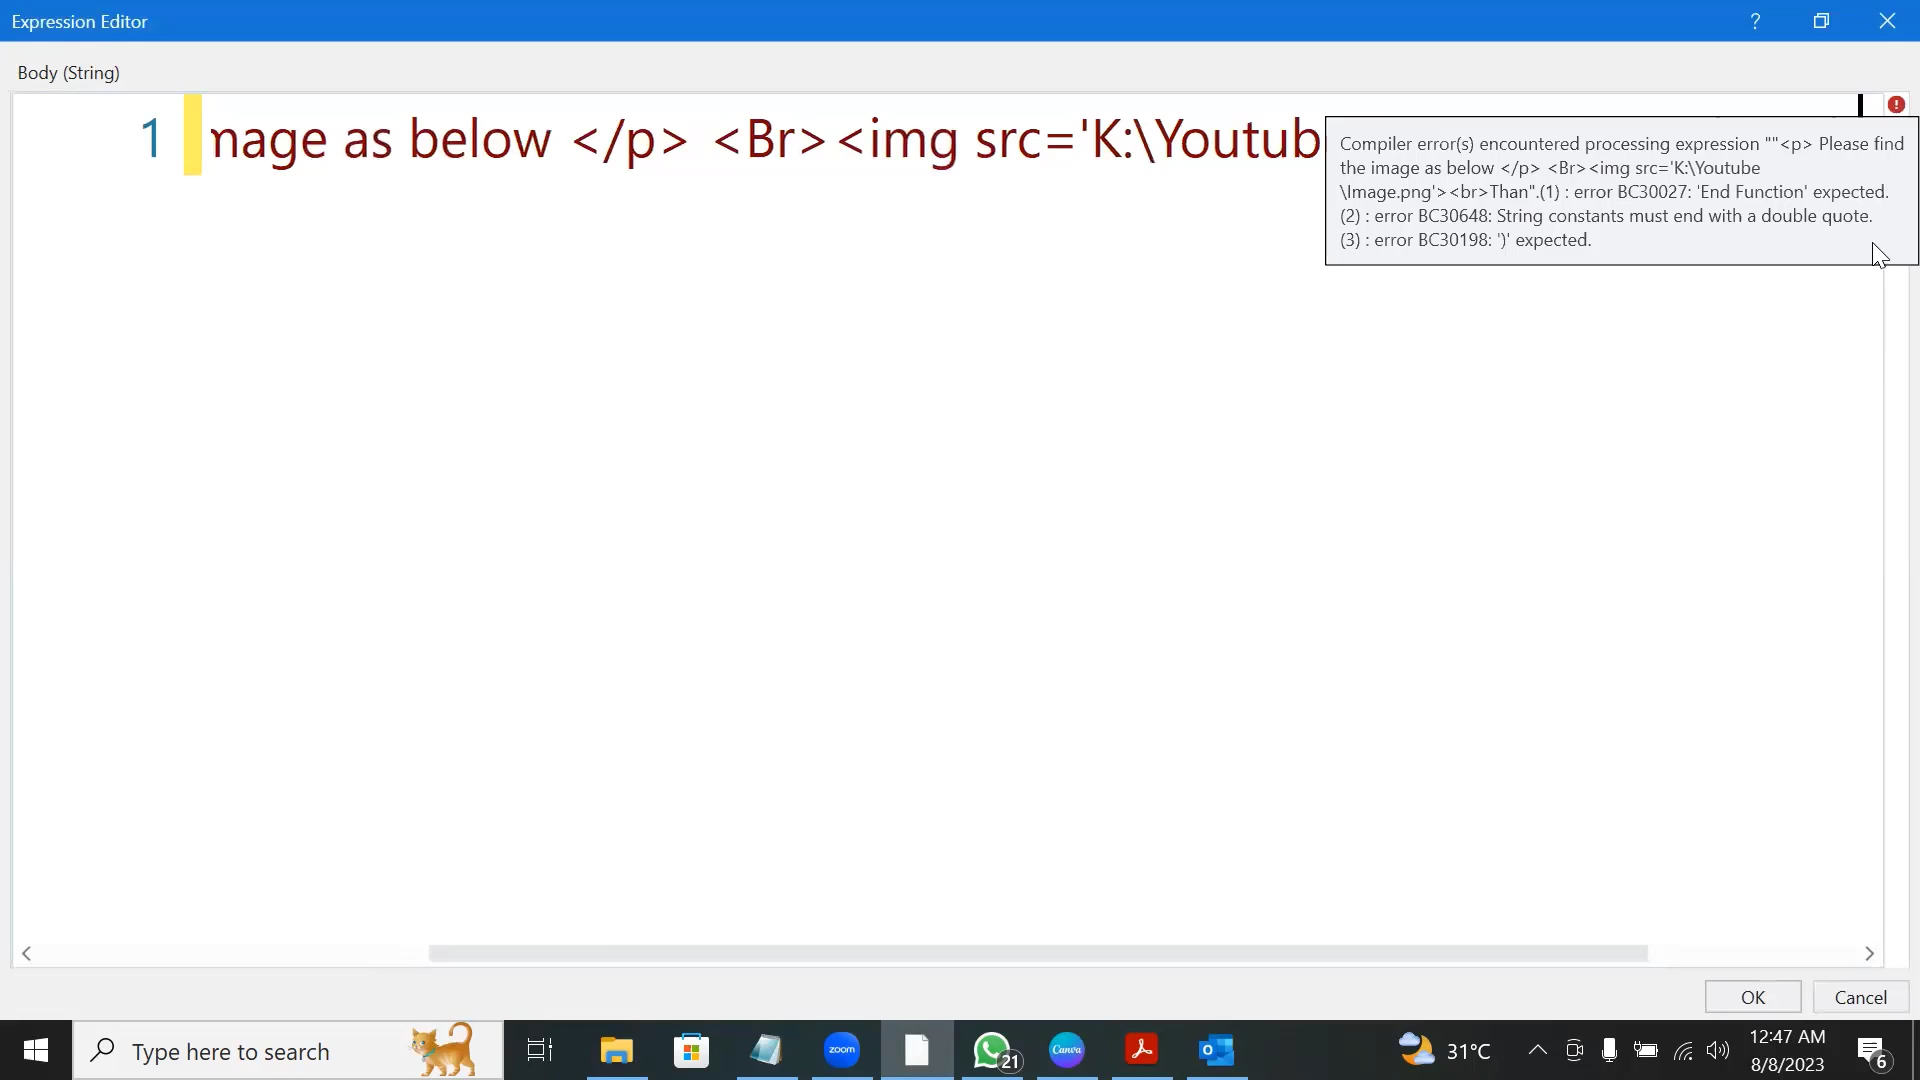 Expression Editor
?
Body (String)
1
mage as below </p> <Br><img src='K:\Youtub
Compiler error(s) encountered processing expression ""<p> Please find
the image as below </p> <Br><img src='K:\Youtube
\Image.png'><br>Than".(1) : error BC30027: 'End Function' expected.
(2) : error BC30648: String constants must end with a double quote.
(3) : error BC30198: ')' expected.
OK
Cancel
Type here to search
zoom
21
Canva
31°C
12:47 AM
8/8/2023
6